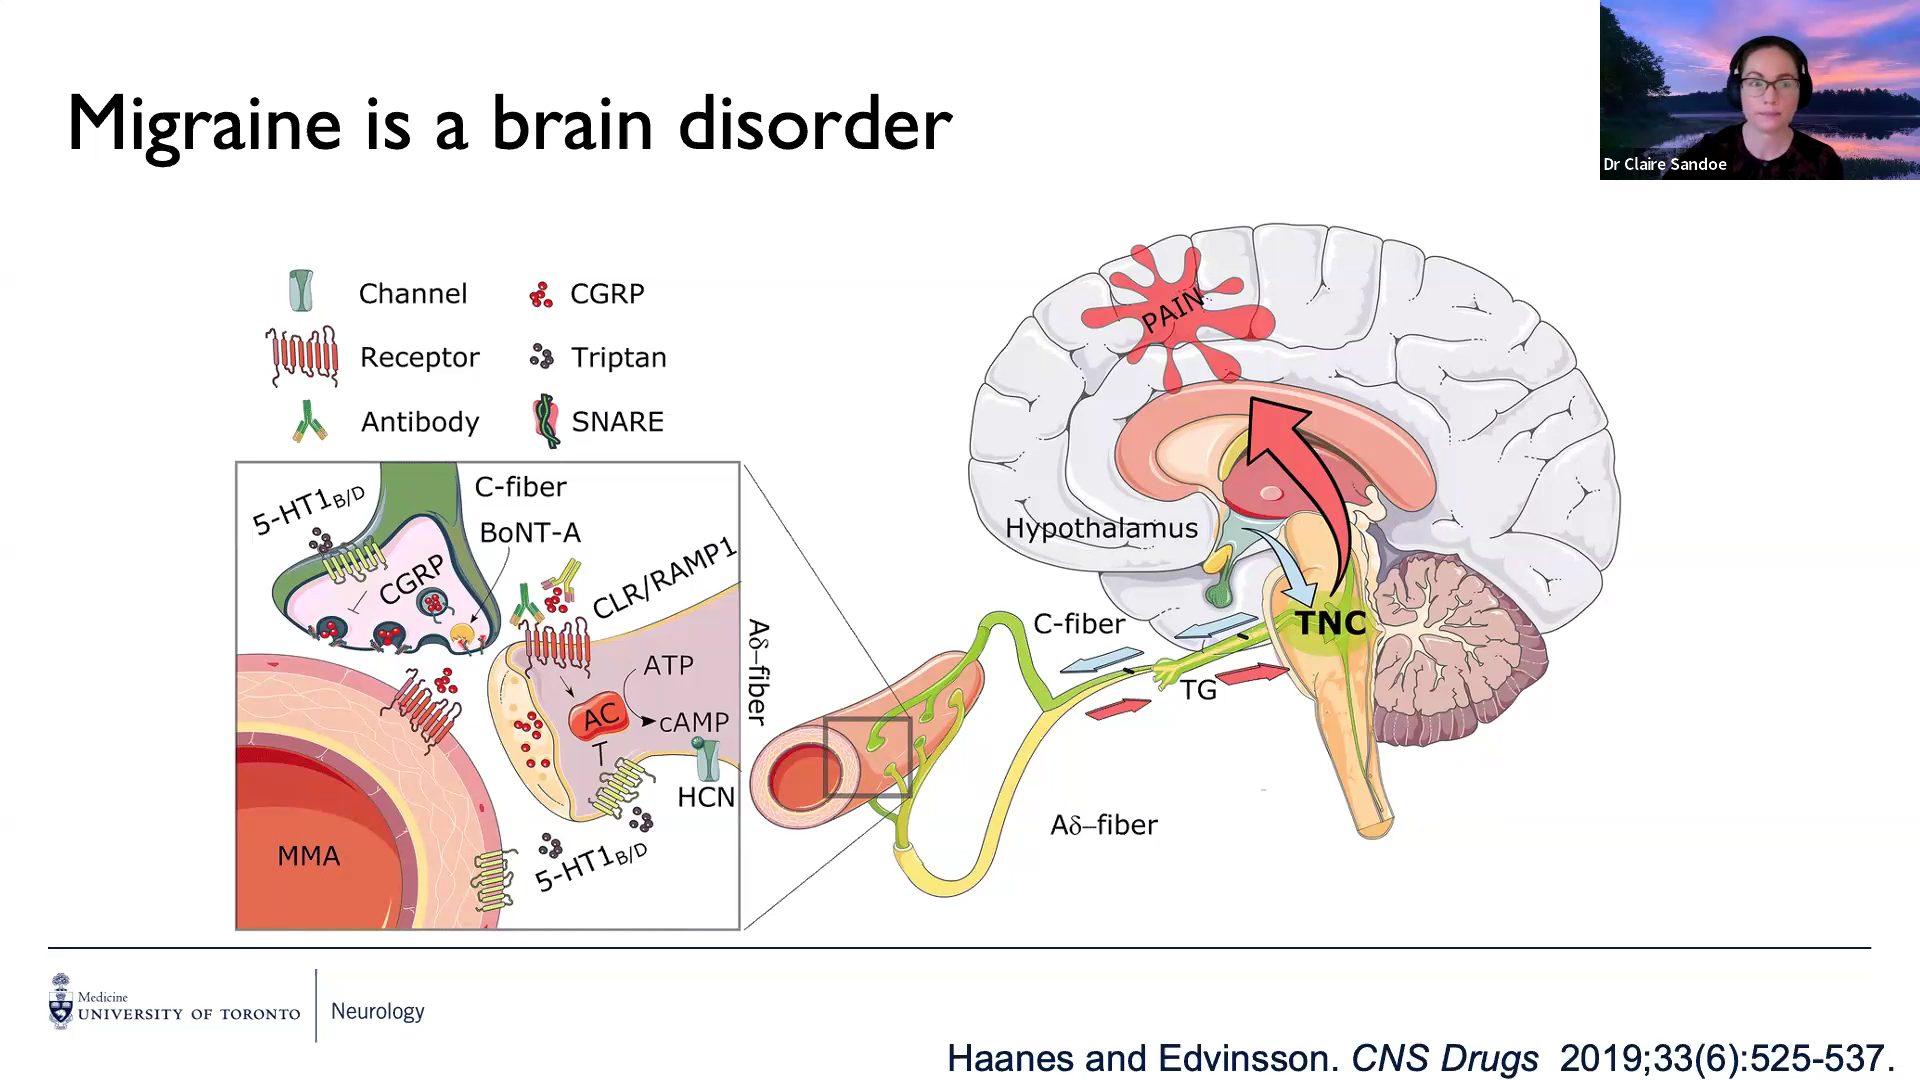 Migraine is a brain disorder
Dr Claire Sandoe
Channel
CGRP
Receptor
Triptan
Antibody
SNARE
5-HT1B/D
C-fiber
BoNT-A
CGRP
CLR/RAMP1
ATP
AC
cAMP
HCN
MMA
5-HT1B/D
Aδ–fiber
PAIN
Hypothalamus
TNC
C-fiber
TG
Aδ–fiber
Medicine
UNIVERSITY OF TORONTO
Neurology
Haanes and Edvinsson. CNS Drugs 2019;33(6):525-537.